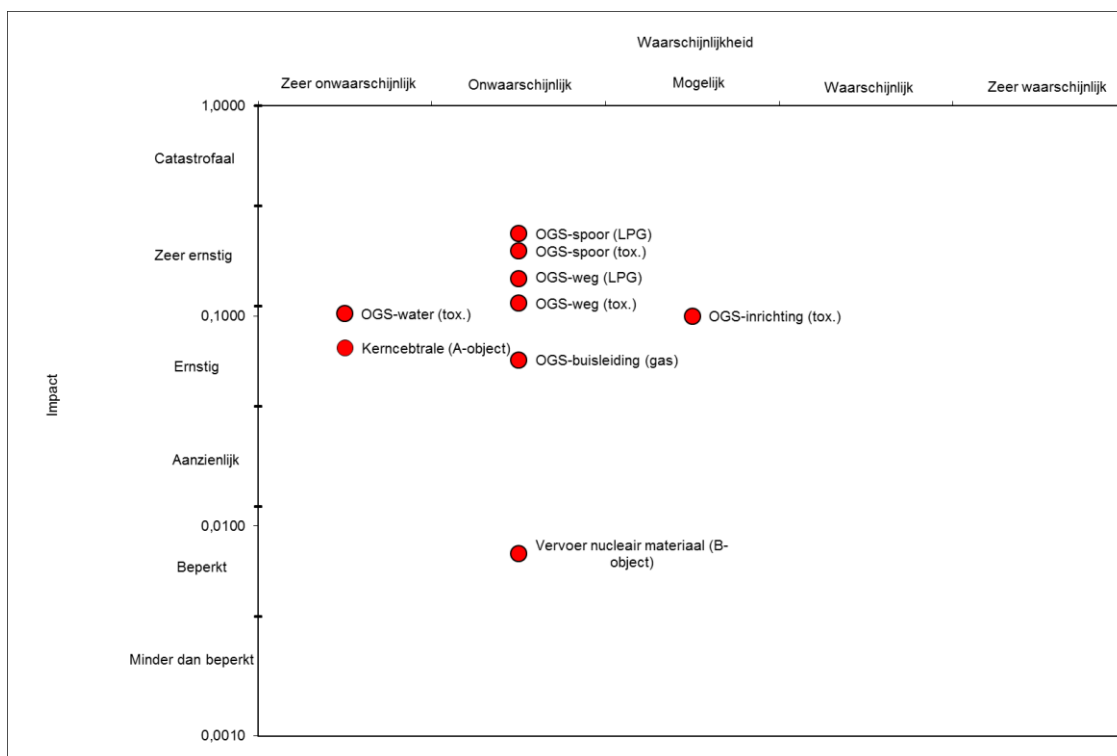 Waarschijnlijkheid
Zeer onwaarschijnlijk
Onwaarschijnlijk
Mogelijk
Waarschijnlijk
Zeer waarschijnlijk
1,0000
Catastrofaal
OGS-spoor (LPG)
Zeer ernstig
OGS-spoor (tox.)
OGS-weg (LPG)
OGS-weg (tox.)
0,1000
OGS-water (tox.)
OGS-inrichting (tox.)
Kerncebtrale (A-object)
Ernstig
OGS-buisleiding (gas)
Impact
Aanzienlijk
0,0100
Vervoer nucleair materiaal (B-
object)
Beperkt
Minder dan beperkt
0,0010